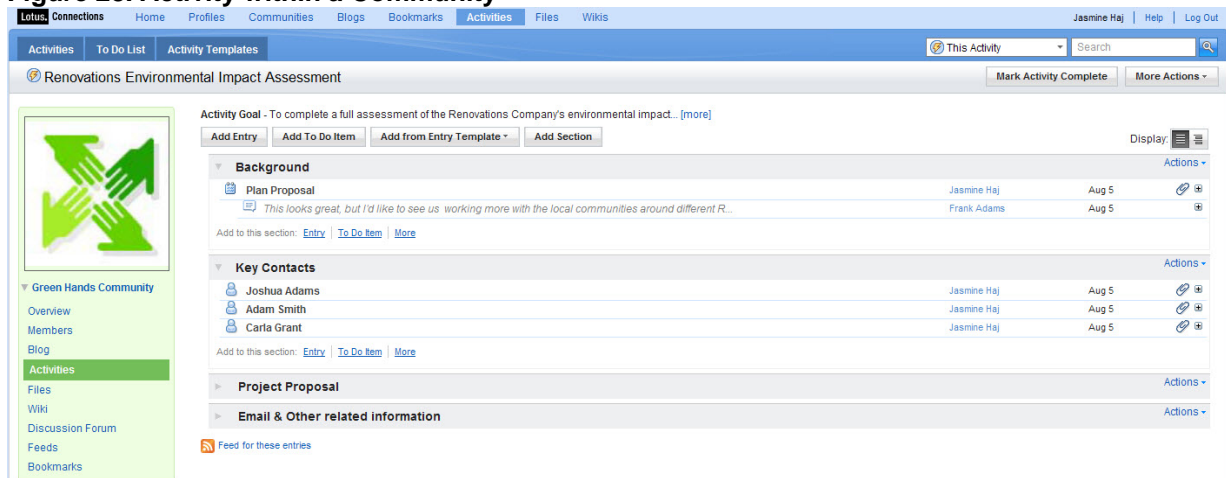 Lotus. Connections Home Profiles Communities Blogs Bookmarks Activities Files Wikis Jasmine Haj | Help | Log Out
Activities To Do List Activity Templates This Activity Search
Renovations Environmental Impact Assessment Mark Activity Complete More Actions
Activity Goal - To complete a full assessment of the Renovations Company's environmental impact... [more]
Add Entry Add To Do Item Add from Entry Template Add Section Display:
Background Actions
Plan Proposal Jasmine Haj Aug 5
This looks great, but I'd like to see us working more with the local communities around different R... Frank Adams Aug 5
Add to this section: Entry | To Do Item | More
Key Contacts Actions
Joshua Adams Jasmine Haj Aug 5
Adam Smith Jasmine Haj Aug 5
Carla Grant Jasmine Haj Aug 5
Add to this section: Entry | To Do Item | More
Project Proposal Actions
Email & Other related information Actions
Feed for these entries
Green Hands Community
Overview
Members
Blog
Activities
Files
Wiki
Discussion Forum
Feeds
Bookmarks